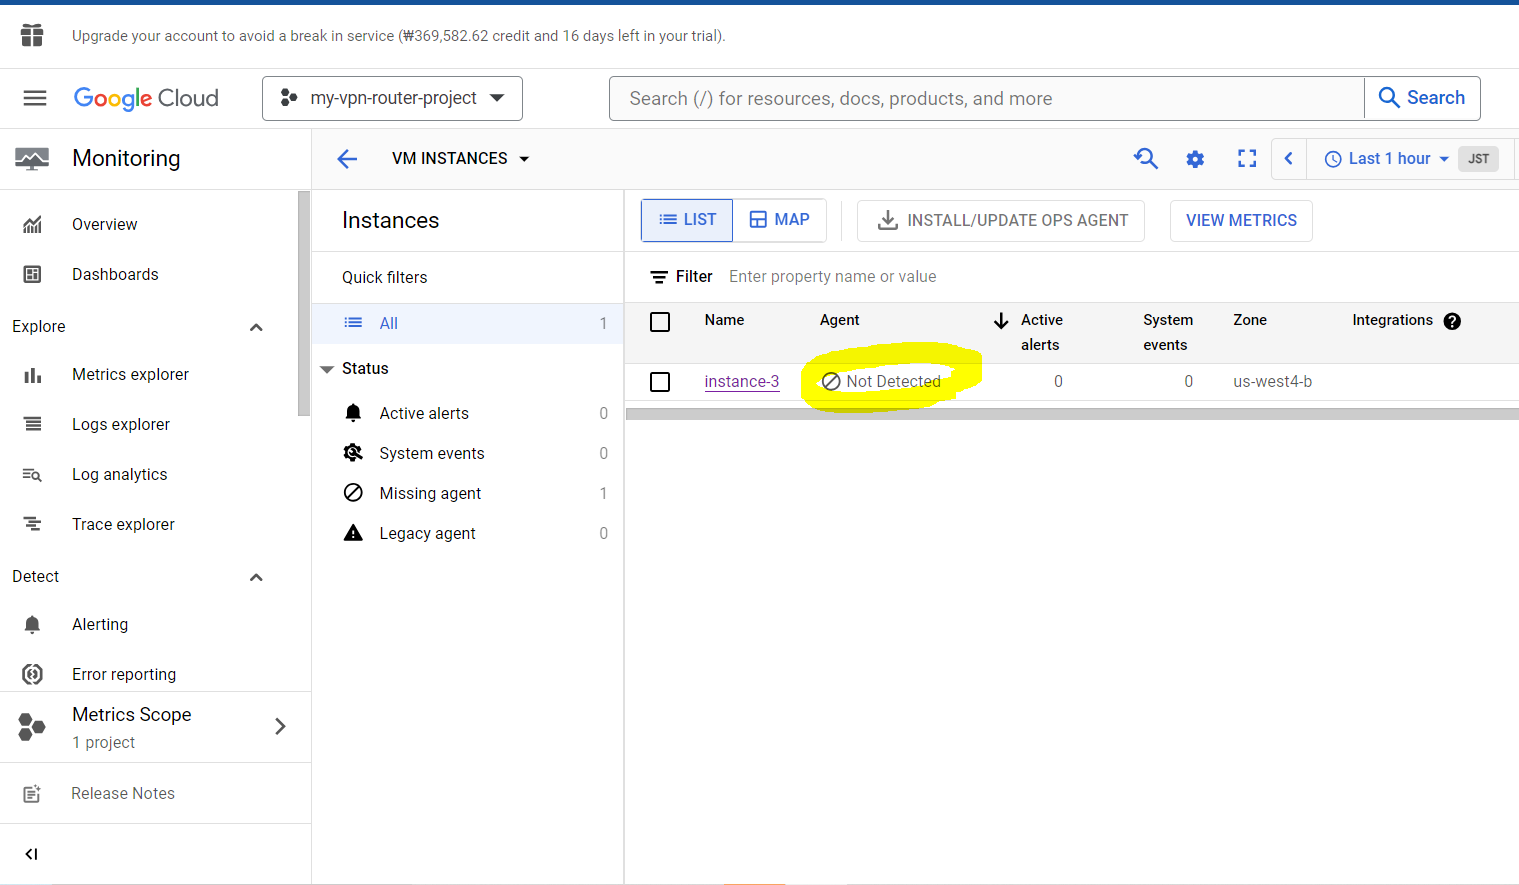 Upgrade your account to avoid a break in service (₩369,582.62 credit and 16 days left in your trial).
Google Cloud
my-vpn-router-project
Search (/) for resources, docs, products, and more
Search
Monitoring
VM INSTANCES
Last 1 hour
JST
Overview
Dashboards
Explore
Metrics explorer
Logs explorer
Log analytics
Trace explorer
Detect
Alerting
Error reporting
Metrics Scope
1 project
Release Notes
Instances
Quick filters
All 1
Status
Active alerts 0
System events 0
Missing agent 1
Legacy agent 0
LIST
MAP
INSTALL/UPDATE OPS AGENT
VIEW METRICS
Filter Enter property name or value
Name Agent Active alerts System events Zone Integrations
instance-3 Not Detected 0 0 us-west4-b